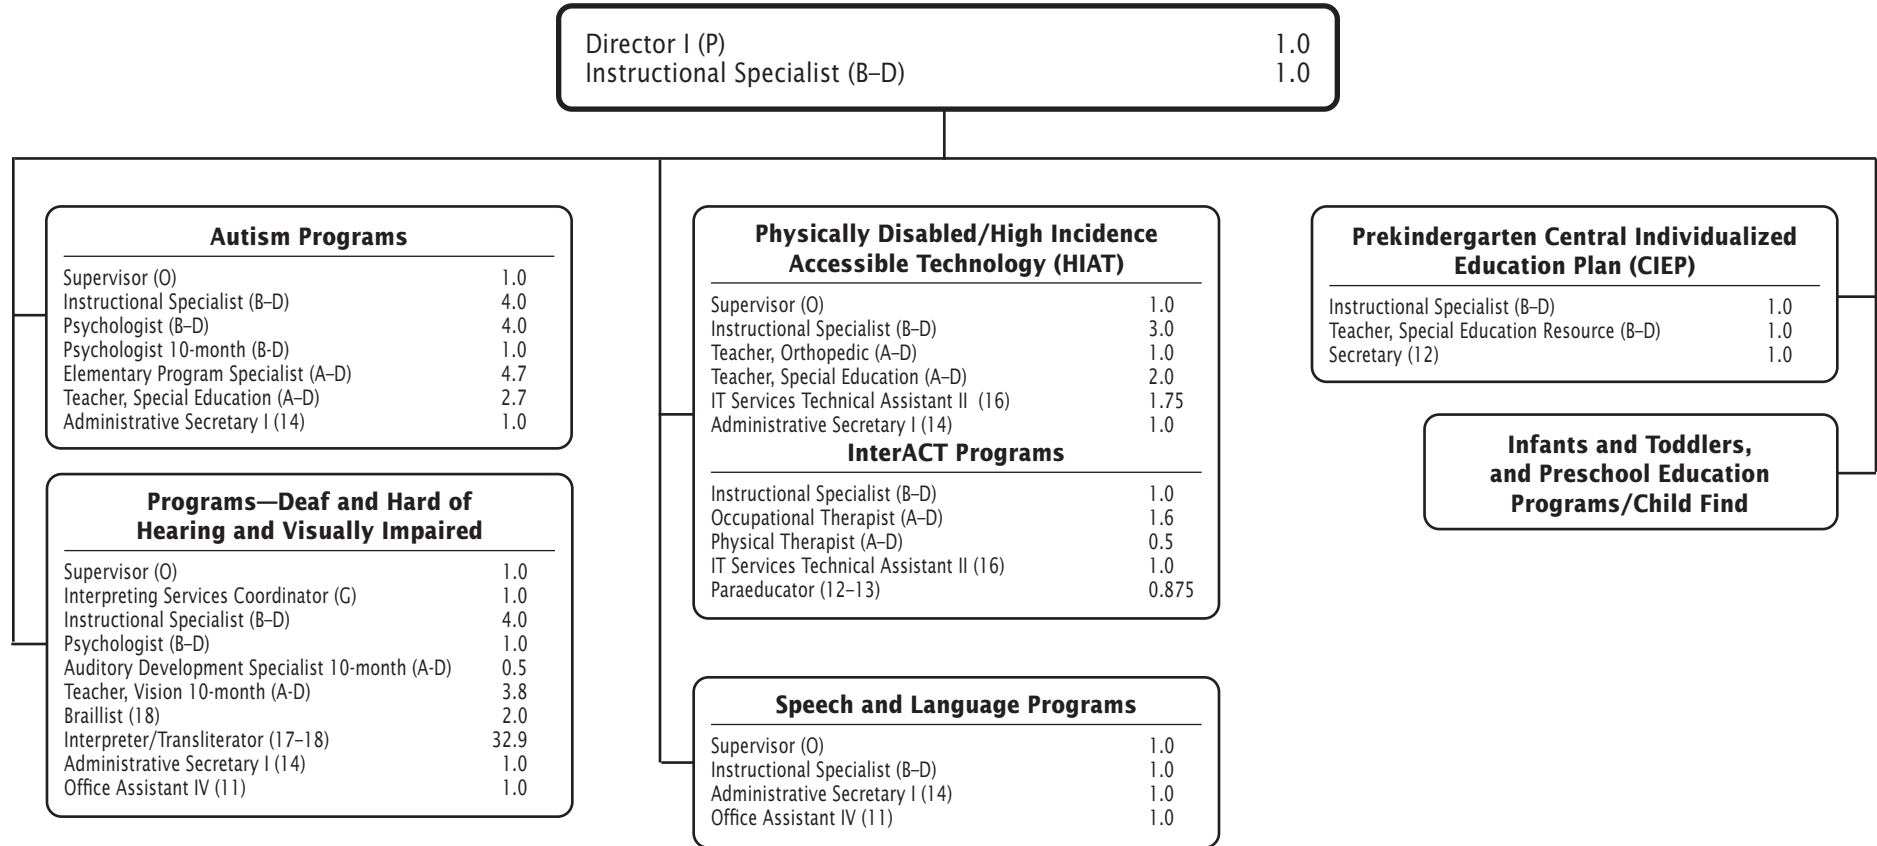 Director I (P) 1.0
Instructional Specialist (B–D) 1.0
Autism Programs
Supervisor (O) 1.0
Instructional Specialist (B–D) 4.0
Psychologist (B–D) 4.0
Psychologist 10-month (B-D) 1.0
Elementary Program Specialist (A–D) 4.7
Teacher, Special Education (A–D) 2.7
Administrative Secretary I (14) 1.0
Programs—Deaf and Hard of
Hearing and Visually Impaired
Supervisor (O) 1.0
Interpreting Services Coordinator (G) 1.0
Instructional Specialist (B–D) 4.0
Psychologist (B–D) 1.0
Auditory Development Specialist 10-month (A-D) 0.5
Teacher, Vision 10-month (A-D) 3.8
Braillist (18) 2.0
Interpreter/Transliterator (17–18) 32.9
Administrative Secretary I (14) 1.0
Office Assistant IV (11) 1.0
Physically Disabled/High Incidence
Accessible Technology (HIAT)
Supervisor (O) 1.0
Instructional Specialist (B–D) 3.0
Teacher, Orthopedic (A–D) 1.0
Teacher, Special Education (A–D) 2.0
IT Services Technical Assistant II (16) 1.75
Administrative Secretary I (14) 1.0
InterACT Programs
Instructional Specialist (B–D) 1.0
Occupational Therapist (A–D) 1.6
Physical Therapist (A–D) 0.5
IT Services Technical Assistant II (16) 1.0
Paraeducator (12–13) 0.875
Speech and Language Programs
Supervisor (O) 1.0
Instructional Specialist (B–D) 1.0
Administrative Secretary I (14) 1.0
Office Assistant IV (11) 1.0
Prekindergarten Central Individualized
Education Plan (CIEP)
Instructional Specialist (B–D) 1.0
Teacher, Special Education Resource (B–D) 1.0
Secretary (12) 1.0
Infants and Toddlers,
and Preschool Education
Programs/Child Find